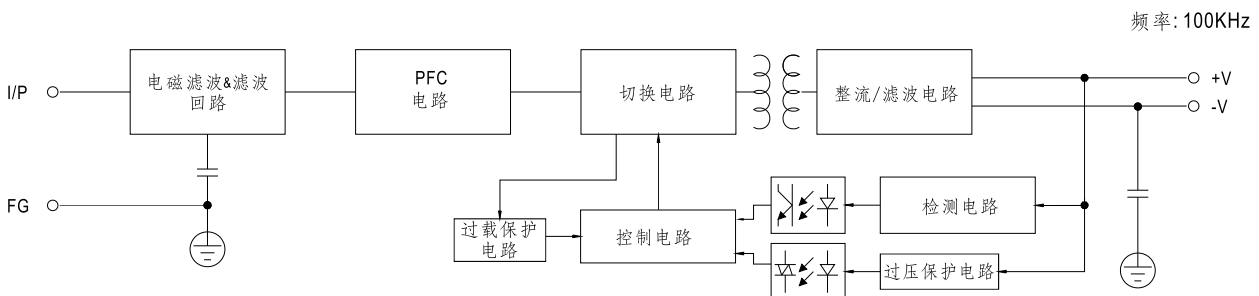 频率: 100KHz
I/P
电磁滤波&滤波
回路
PFC
电路
切换电路
整流/滤波电路
+V
-V
FG
过载保护
电路
控制电路
检测电路
过压保护电路